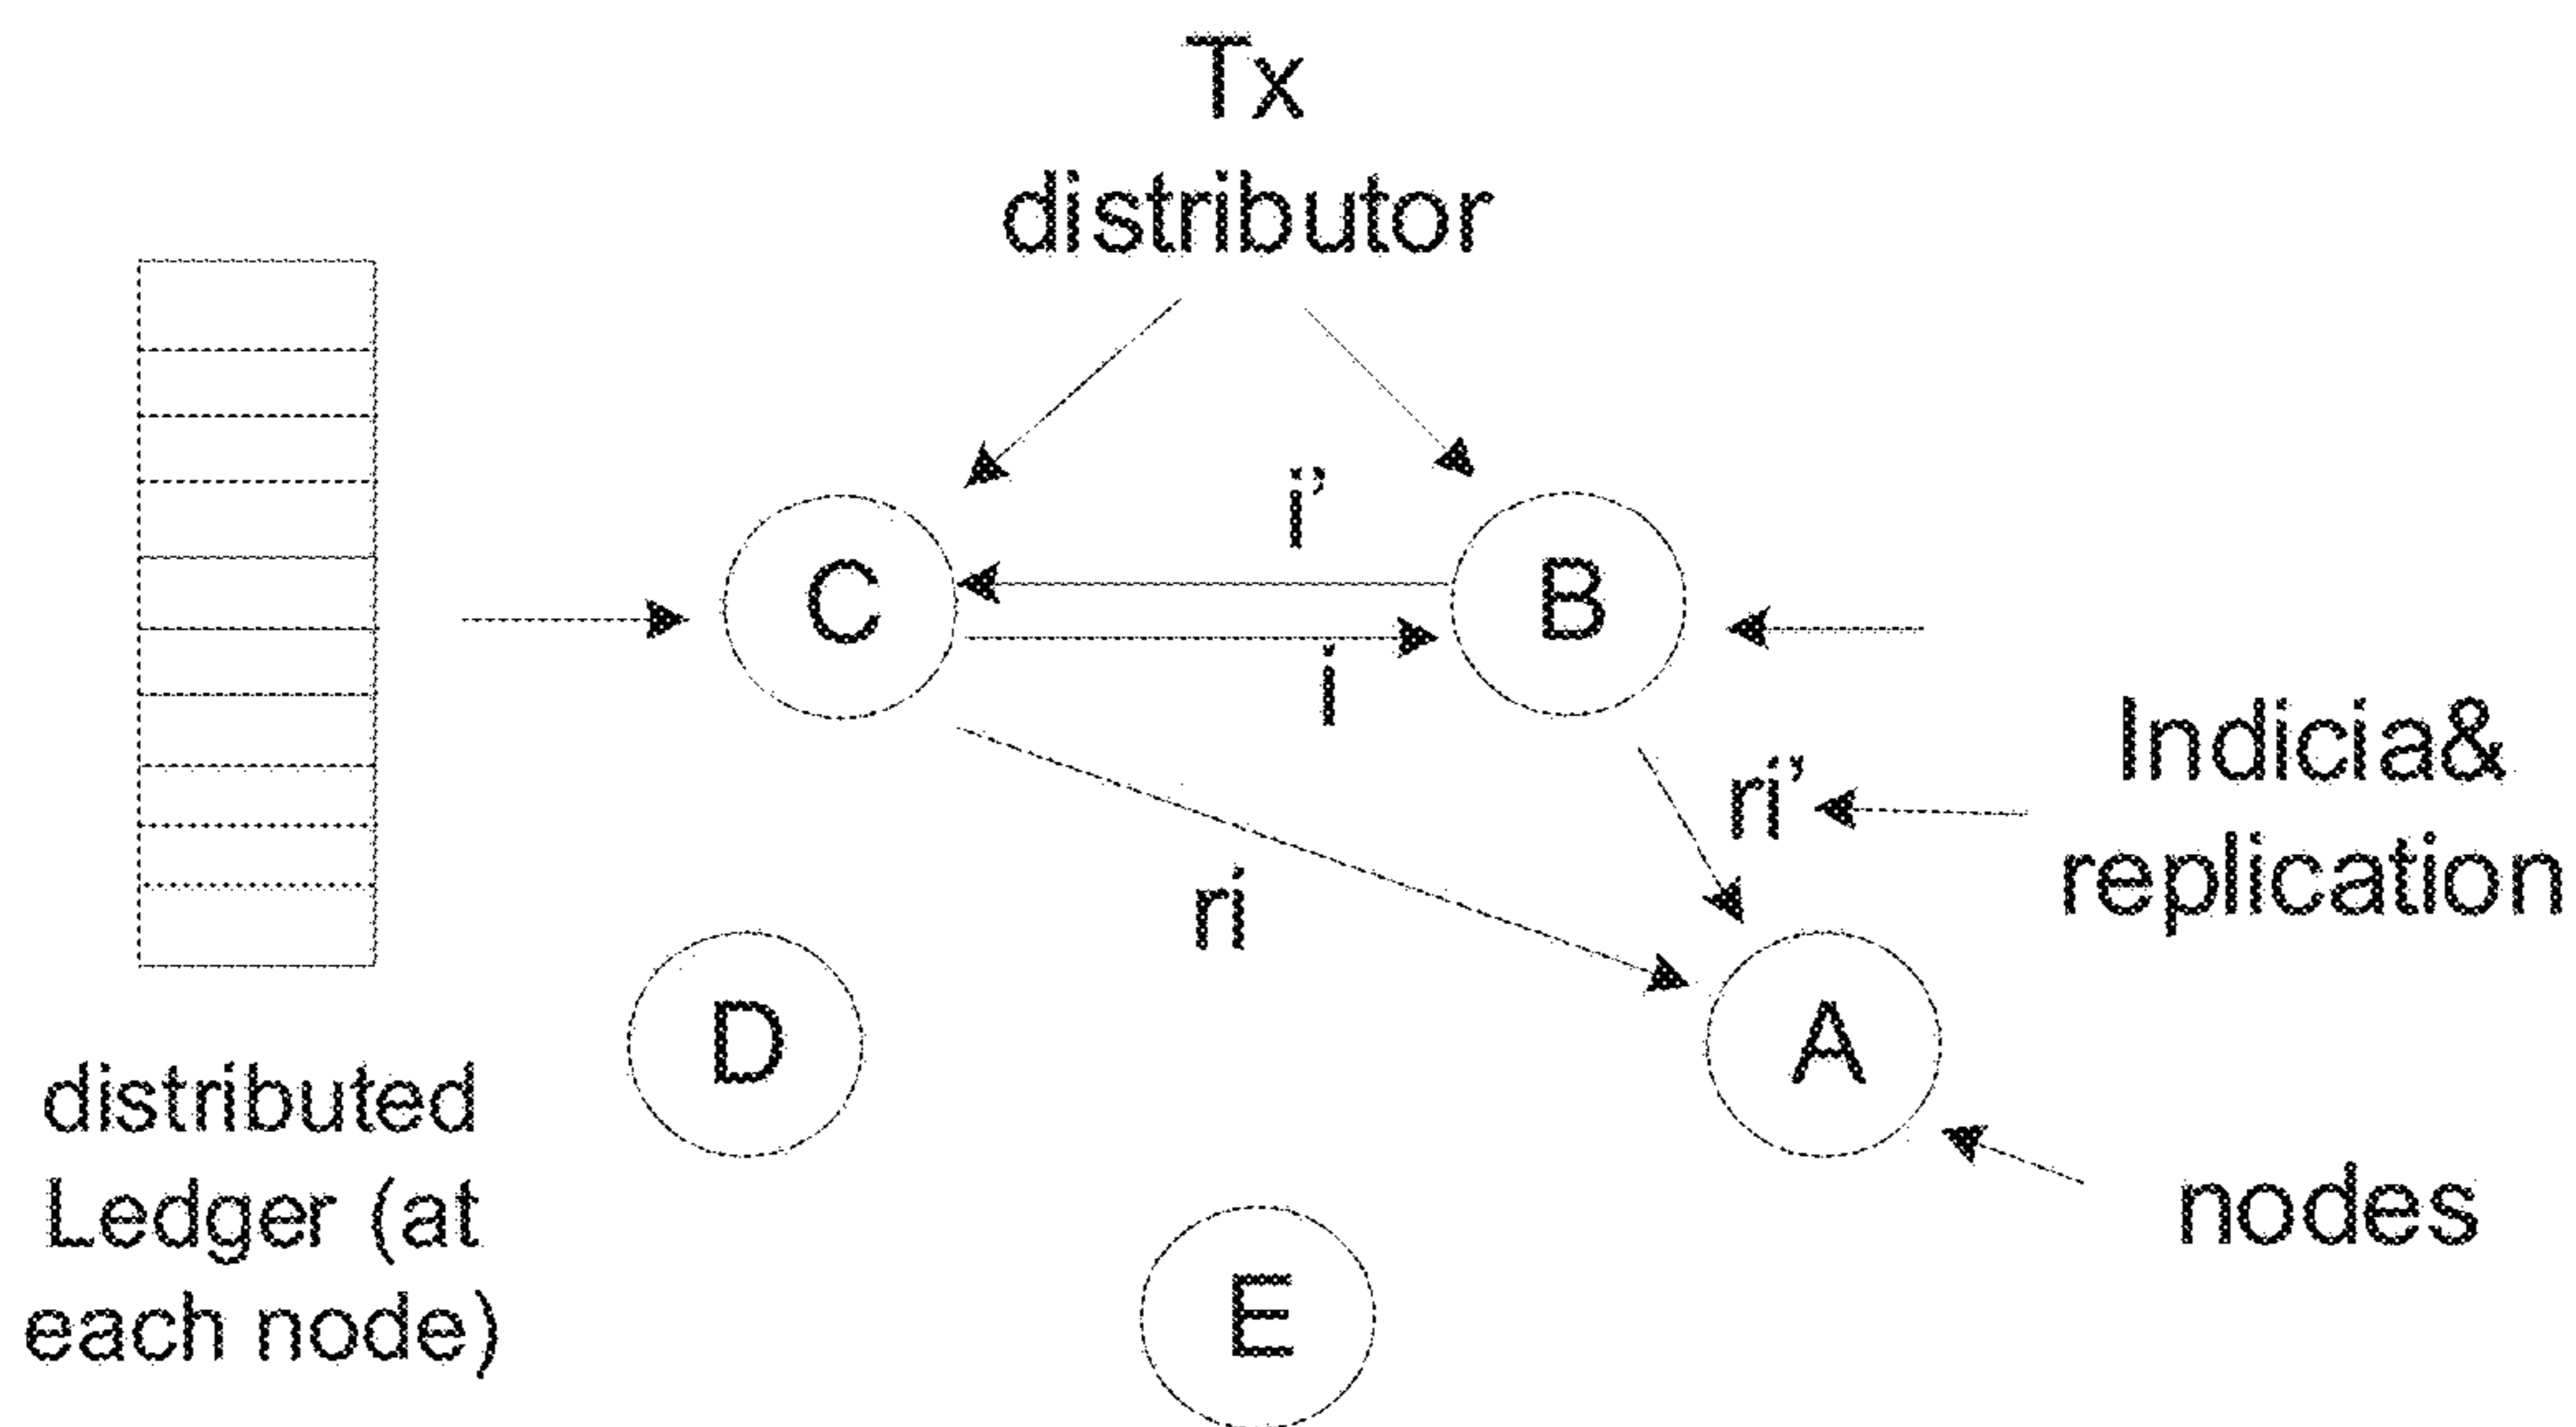 Tx
distributor
i’
C
B
i
Indicia&
replication
ri’
ri
D
A
distributed
Ledger (at
each node)
nodes
E